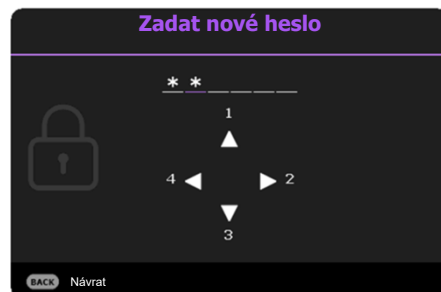 Zadat nové heslo
* * _ _ _ _
1
4 2
3
BACK Návrat